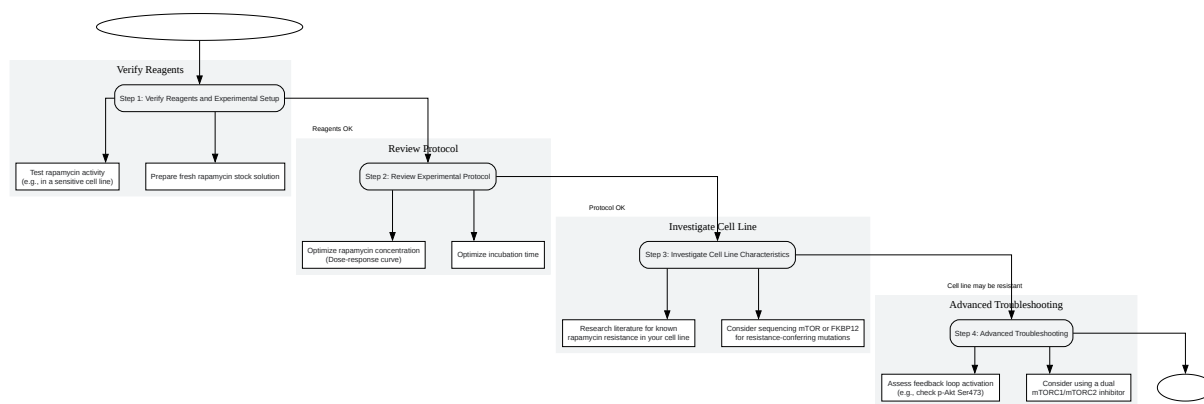 Verify Reagents
Step 1: Verify Reagents and Experimental Setup
Test rapamycin activity
(e.g., in a sensitive cell line)
Prepare fresh rapamycin stock solution
Reagents OK
Review Protocol
Step 2: Review Experimental Protocol
Optimize rapamycin concentration
(Dose-response curve)
Optimize incubation time
Protocol OK
Investigate Cell Line
Step 3: Investigate Cell Line Characteristics
Research literature for known
rapamycin resistance in your cell line
Consider sequencing mTOR or FKBP12
for resistance-conferring mutations
Cell line may be resistant
Advanced Troubleshooting
Step 4: Advanced Troubleshooting
Assess feedback loop activation
(e.g., check p-Akt Ser473)
Consider using a dual
mTORC1/mTORC2 inhibitor